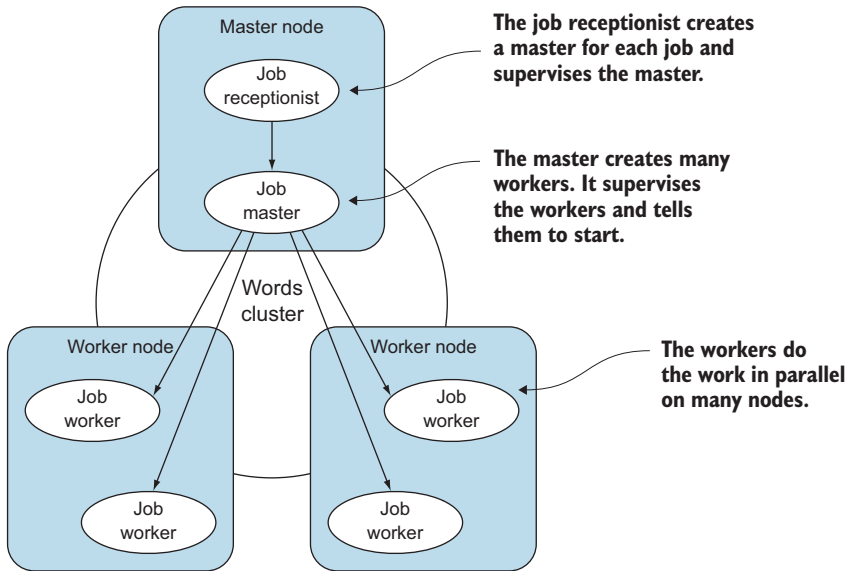 Master node
Job
receptionist
The job receptionist creates
a master for each job and
supervises the master.
Job
master
The master creates many
workers. It supervises
the workers and tells
them to start.
Words
cluster
Worker node
Job
worker
Job
worker
Worker node
Job
worker
Job
worker
The workers do
the work in parallel
on many nodes.